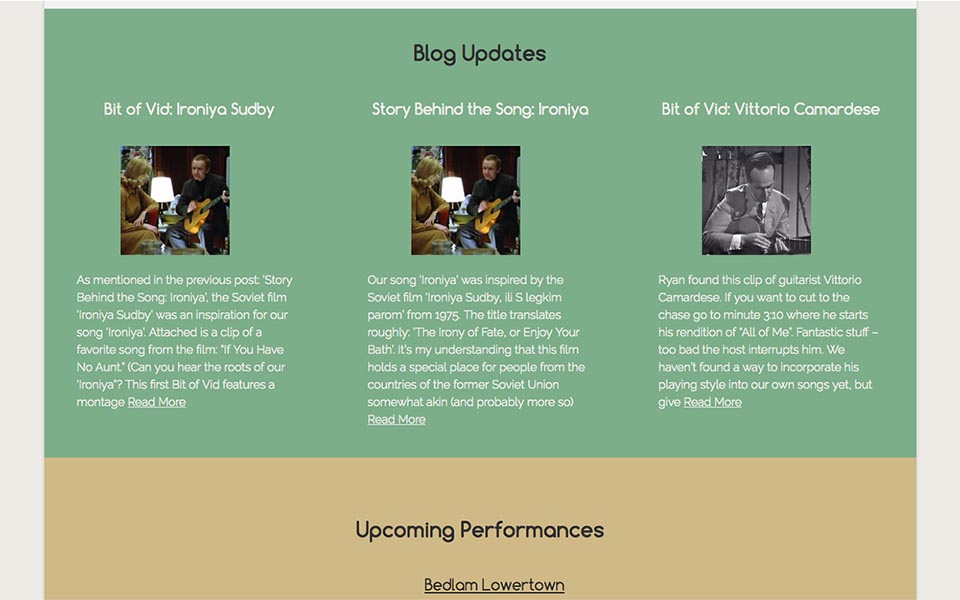 Blog Updates
Bit of Vid: Ironiya Sudby
As mentioned in the previous post: ‘Story
Behind the Song: Ironiya’, the Soviet film
‘Ironiya Sudby’ was an inspiration for our
song ‘Ironiya’. Attached is a clip of a
favorite song from the film: “If You Have
No Aunt.” (Can you hear the roots of our
‘Ironiya”? This first Bit of Vid features a
montage Read More
Story Behind the Song: Ironiya
Our song ‘Ironiya’ was inspired by the
Soviet film ‘Ironiya Sudby, ili S legkim
parom’ from 1975. The title translates
roughly: ‘The Irony of Fate, or Enjoy Your
Bath’. It’s my understanding that this film
holds a special place for people from the
countries of the former Soviet Union
somewhat akin (and probably more so)
Read More
Bit of Vid: Vittorio Camardese
Ryan found this clip of guitarist Vittorio
Camardese. If you want to cut to the
chase go to minute 3:10 where he starts
his rendition of “All of Me”. Fantastic stuff –
too bad the host interrupts him. We
haven’t found a way to incorporate his
playing style into our own songs yet, but
give Read More
Upcoming Performances
Bedlam Lowertown